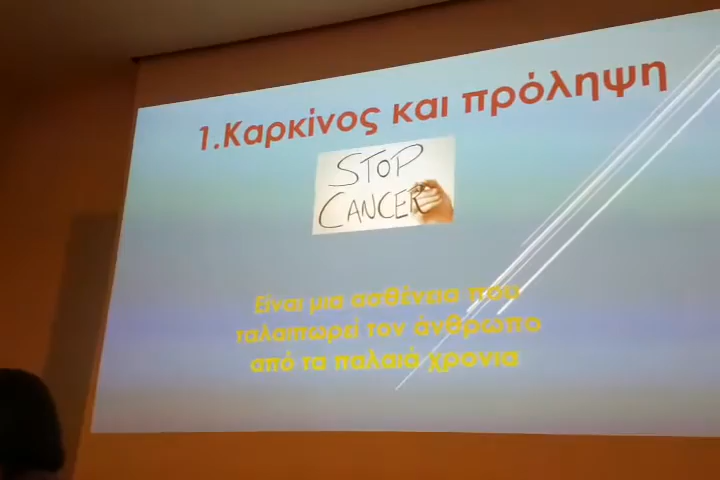 1.Καρκίνος και πρόληψη
STOP
CANCER
Είναι μια ασθένεια που
ταλαιπωρεί τον άνθρωπο
από τα παλαιά χρονια